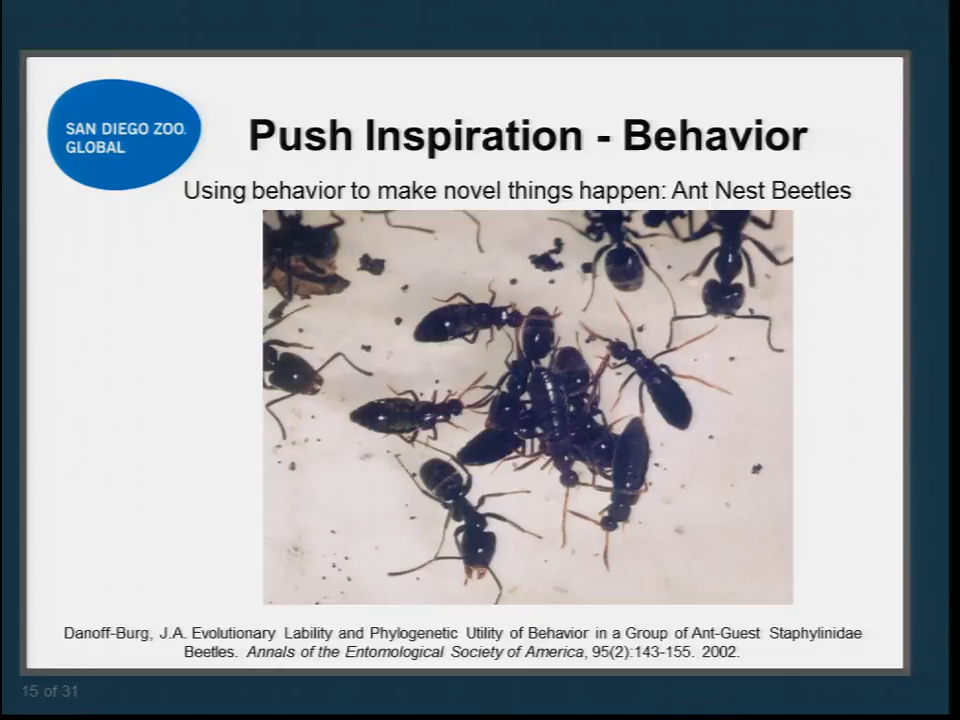 SAN DIEGO ZOO.
GLOBAL
Push Inspiration - Behavior
Using behavior to make novel things happen: Ant Nest Beetles
Danoff-Burg, J.A. Evolutionary Lability and Phylogenetic Utility of Behavior in a Group of Ant-Guest Staphylinidae
Beetles. Annals of the Entomological Society of America, 95(2):143-155. 2002.
15 of 31